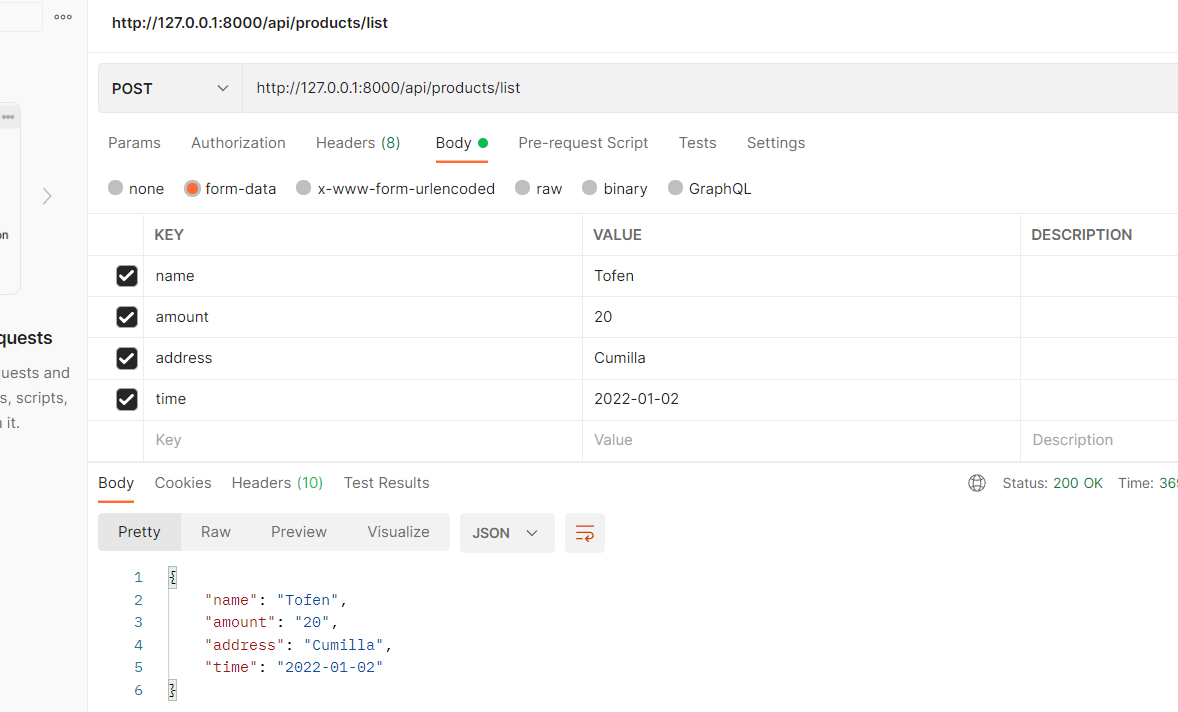 http://127.0.0.1:8000/api/products/list
POST http://127.0.0.1:8000/api/products/list
Params Authorization Headers (8) Body Pre-request Script Tests Settings
none form-data x-www-form-urlencoded raw binary GraphQL
KEY VALUE DESCRIPTION
name Tofen
amount 20
address Cumilla
time 2022-01-02
Key Value Description
on
quests
uests and
s, scripts,
it.
Body Cookies Headers (10) Test Results Status: 200 OK Time: 369
Pretty Raw Preview Visualize JSON
1 {
2 "name": "Tofen",
3 "amount": "20",
4 "address": "Cumilla",
5 "time": "2022-01-02"
6 }